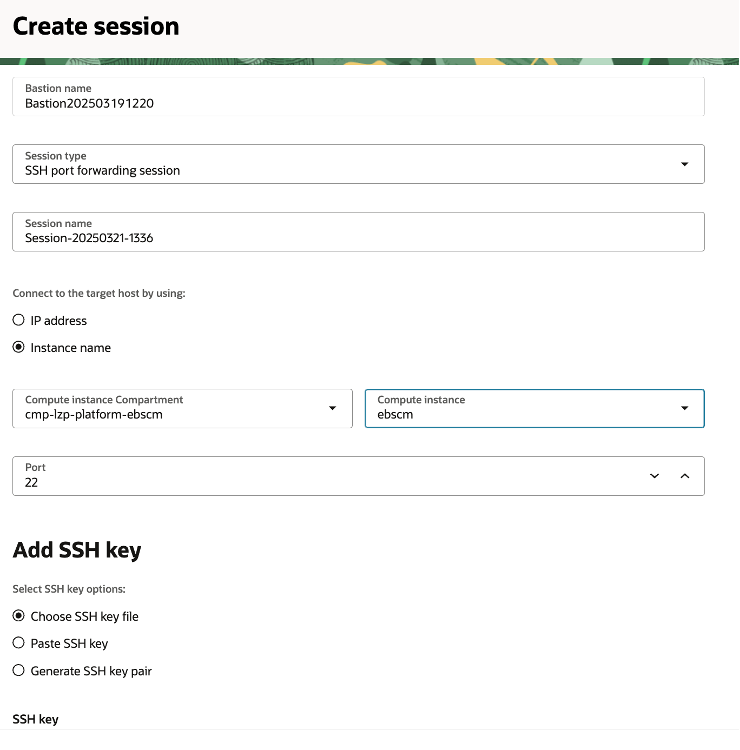 Create session
Bastion name
Bastion202503191220
Session type
SSH port forwarding session
Session name
Session-20250321-1336
Connect to the target host by using:
IP address
Instance name
Compute instance Compartment
cmp-lzp-platform-ebscm
Compute instance
ebscm
Port
22
Add SSH key
Select SSH key options:
Choose SSH key file
Paste SSH key
Generate SSH key pair
SSH key